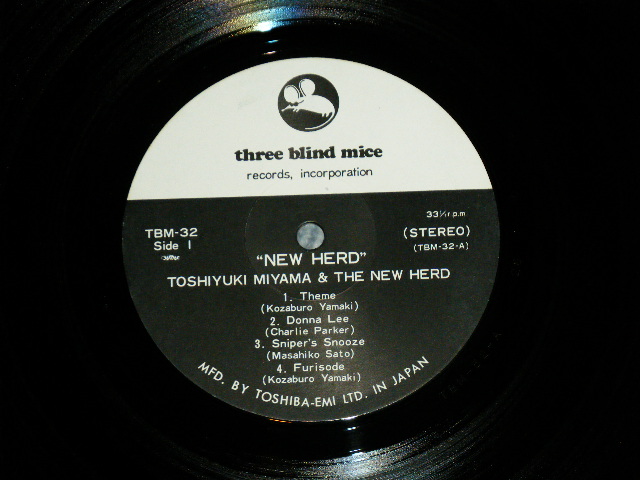 three blind mice
records, incorporation
33⅓ r.p.m
TBM-32
(STEREO)
Side 1
(TBM-32-A)
"NEW HERD"
TOSHIYUKI MIYAMA & THE NEW HERD
1. Theme
(Kozaburo Yamaki)
2. Donna Lee
(Charlie Parker)
3. Sniper's Snooze
(Masahiko Sato)
4. Furisode
(Kozaburo Yamaki)
MFD. BY TOSHIBA-EMI LTD. IN JAPAN